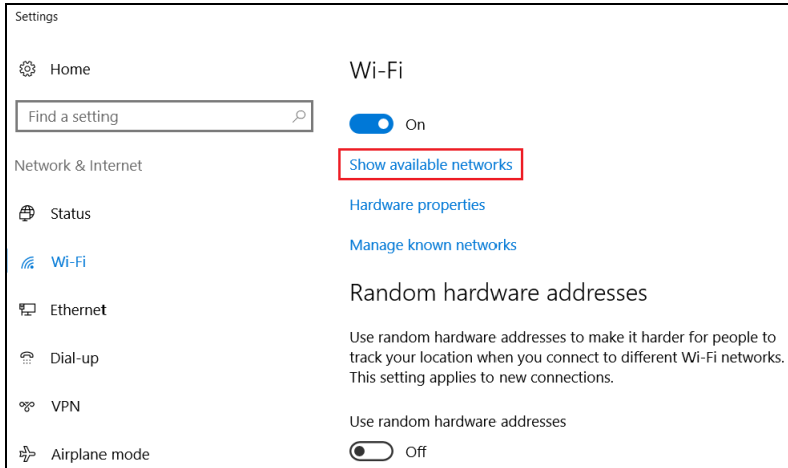 Settings
Home
Find a setting
Network & Internet
Status
Wi-Fi
Ethernet
Dial-up
VPN
Airplane mode
Wi-Fi
On
Show available networks
Hardware properties
Manage known networks
Random hardware addresses
Use random hardware addresses to make it harder for people to
track your location when you connect to different Wi-Fi networks.
This setting applies to new connections.
Use random hardware addresses
Off